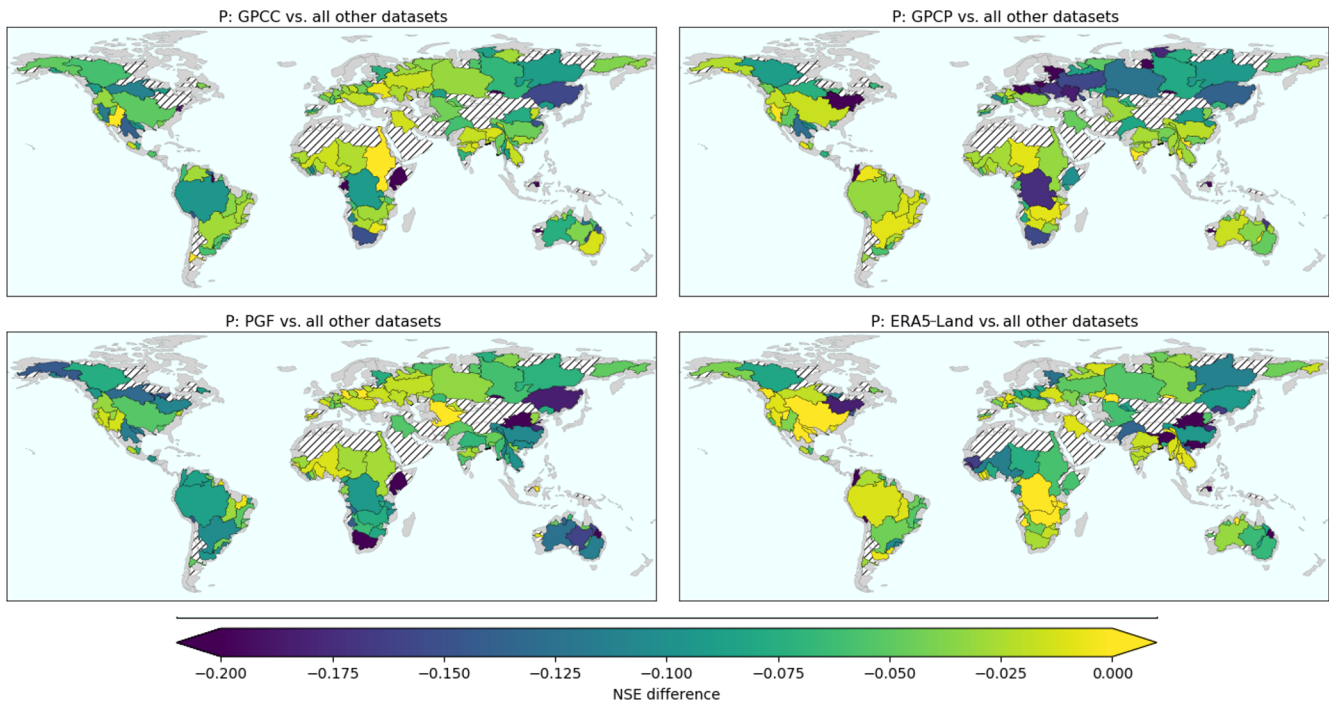 P: GPCC vs. all other datasets
P: GPCP vs. all other datasets
P: PGF vs. all other datasets
P: ERA5-Land vs. all other datasets
−0.200 −0.175 −0.150 −0.125 −0.100 −0.075 −0.050 −0.025 0.000
NSE difference